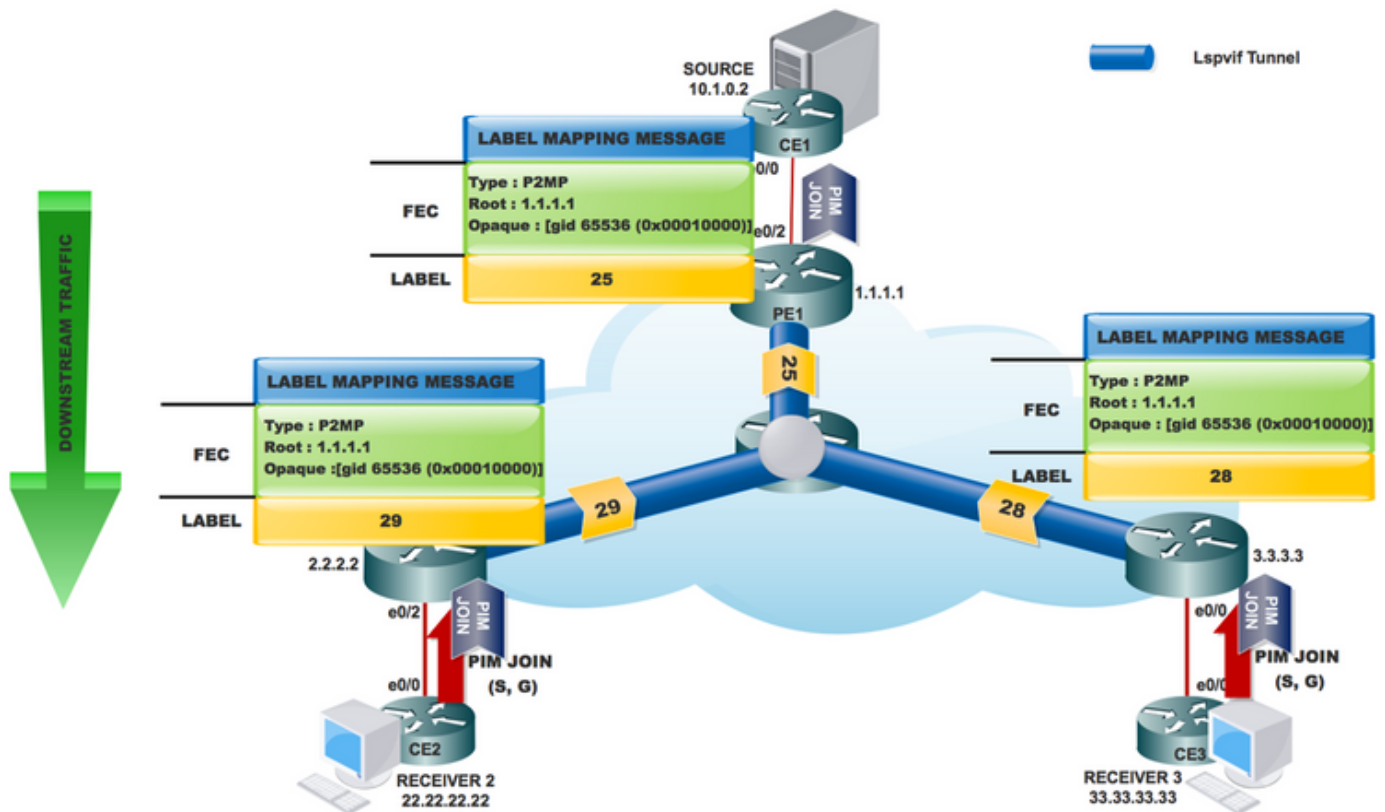 SOURCE
10.1.0.2
Lspvif Tunnel
CE1
LABEL MAPPING MESSAGE
0/0
FEC
Type : P2MP
Root : 1.1.1.1
Opaque : [gid 65536 (0x00010000)]
PIM JOIN
e0/2
LABEL
25
1.1.1.1
PE1
DOWNSTREAM TRAFFIC
LABEL MAPPING MESSAGE
FEC
Type : P2MP
Root : 1.1.1.1
Opaque :[gid 65536 (0x00010000)]
LABEL
29
25
LABEL MAPPING MESSAGE
FEC
Type : P2MP
Root : 1.1.1.1
Opaque : [gid 65536 (0x00010000)]
LABEL
28
29
28
2.2.2.2
3.3.3.3
e0/2
PIM JOIN
PIM JOIN
(S, G)
e0/0
CE2
RECEIVER 2
22.22.22.22
e0/0
PIM JOIN
PIM JOIN
(S, G)
e0/0
CE3
RECEIVER 3
33.33.33.33